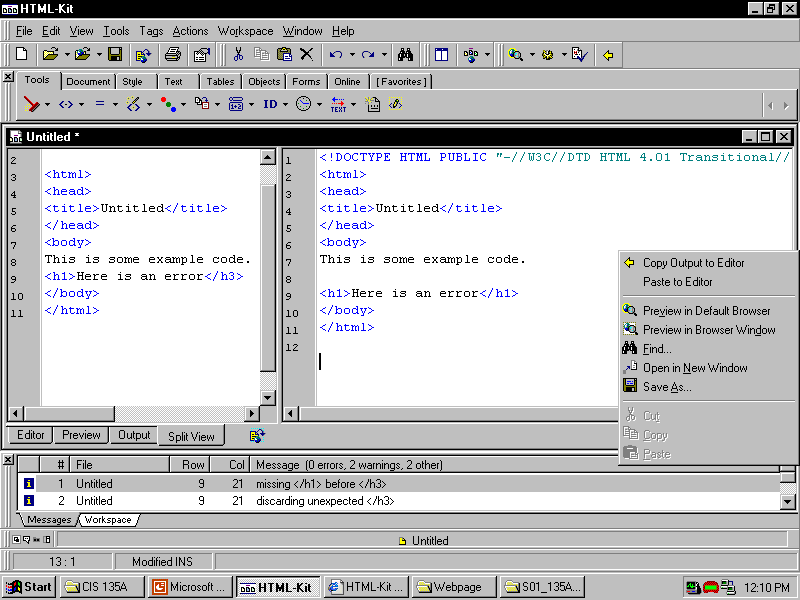 HTML-Kit
File Edit View Tools Tags Actions Workspace Window Help
Tools Document Style Text Tables Objects Forms Online [ Favorites ]
ID TEXT
Untitled *
2
3 <html>
4 <head>
5 <title>Untitled</title>
6 </head>
7 <body>
8 This is some example code.
9 <h1>Here is an error</h3>
10 </body>
11 </html>
1 <!DOCTYPE HTML PUBLIC "-//W3C//DTD HTML 4.01 Transitional//
2 <html>
3 <head>
4 <title>Untitled</title>
5 </head>
6 <body>
7 This is some example code.
8
9 <h1>Here is an error</h1>
10 </body>
11 </html>
12
Copy Output to Editor
Paste to Editor
Preview in Default Browser
Preview in Browser Window
Find...
Open in New Window
Save As...
Cut
Copy
Paste
Editor Preview Output Split View
# File Row Col Message (0 errors, 2 warnings, 2 other)
1 Untitled 9 21 missing </h1> before </h3>
2 Untitled 9 21 discarding unexpected </h3>
Messages Workspace
Untitled
13 : 1 Modified INS
Start CIS 135A Microsoft ... HTML-Kit HTML-Kit ... Webpage S01_135A... 12:10 PM